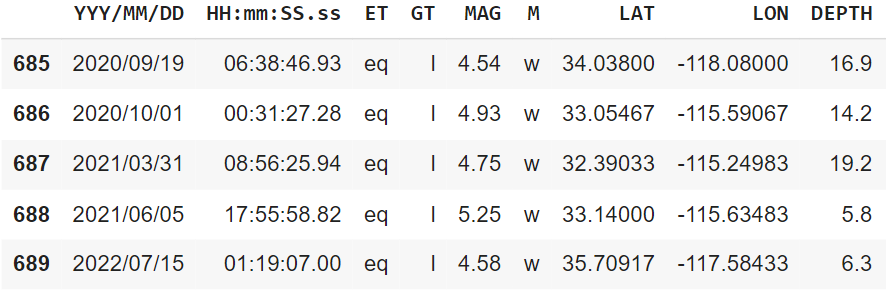 YYY/MM/DD HH:mm:SS.ss ET GT MAG M LAT LON DEPTH
685 2020/09/19 06:38:46.93 eq l 4.54 w 34.03800 -118.08000 16.9
686 2020/10/01 00:31:27.28 eq l 4.93 w 33.05467 -115.59067 14.2
687 2021/03/31 08:56:25.94 eq l 4.75 w 32.39033 -115.24983 19.2
688 2021/06/05 17:55:58.82 eq l 5.25 w 33.14000 -115.63483 5.8
689 2022/07/15 01:19:07.00 eq l 4.58 w 35.70917 -117.58433 6.3